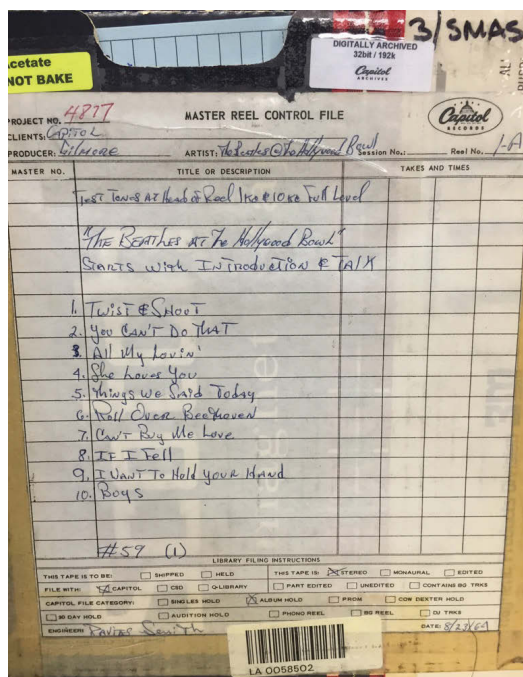 3/SMAS
Acetate
NOT BAKE
DIGITALLY ARCHIVED
32bit / 192k
Capitol
ARCHIVES
PROJECT NO. 4877
MASTER REEL CONTROL FILE
Capitol
RECORDS
CLIENTS: CAPITOL
PRODUCER: Gilmore ARTIST: The Beatles @ The Hollywood Bowl Session No.: Reel No. 1-A
MASTER NO. TITLE OR DESCRIPTION TAKES AND TIMES
Test Tones At Head of Reel 1KC & 10KC Full Level
"The Beatles At The Hollywood Bowl"
Starts with Introduction & Talk
1. Twist & Shout
2. You Can't Do That
3. All My Lovin'
4. She Loves You
5. Things We Said Today
6. Roll Over Beethoven
7. Can't Buy Me Love
8. If I Fell
9. I Want To Hold Your Hand
10. Boys
#59 (1)
LIBRARY FILING INSTRUCTIONS
THIS TAPE IS TO BE: SHIPPED HELD THIS TAPE IS: STEREO MONAURAL EDITED
FILE WITH: CAPITOL CSD O-LIBRARY PART EDITED UNEDITED CONTAINS BG TRKS
CAPITOL FILE CATEGORY: SINGLES HOLD ALBUM HOLD PROM COW DEXTER HOLD
90 DAY HOLD AUDITION HOLD PHONO REEL BG REEL DJ TRKS
ENGINEER: DATE: 8/23/64
LA 0058502